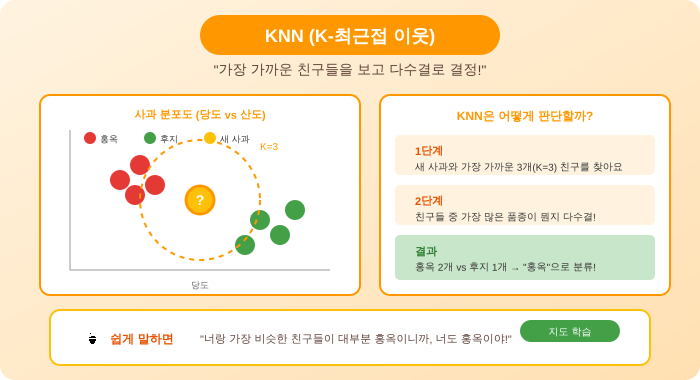 KNN (K-최근접 이웃)
"가장 가까운 친구들을 보고 다수결로 결정!"
사과 분포도 (당도 vs 산도)
홍옥
후지
새 사과
K=3
?
당도
KNN은 어떻게 판단할까?
1단계
새 사과와 가장 가까운 3개(K=3) 친구를 찾아요
2단계
친구들 중 가장 많은 품종이 뭔지 다수결!
결과
홍옥 2개 vs 후지 1개 → "홍옥"으로 분류!
쉽게 말하면
"너랑 가장 비슷한 친구들이 대부분 홍옥이니까, 너도 홍옥이야!"
지도 학습